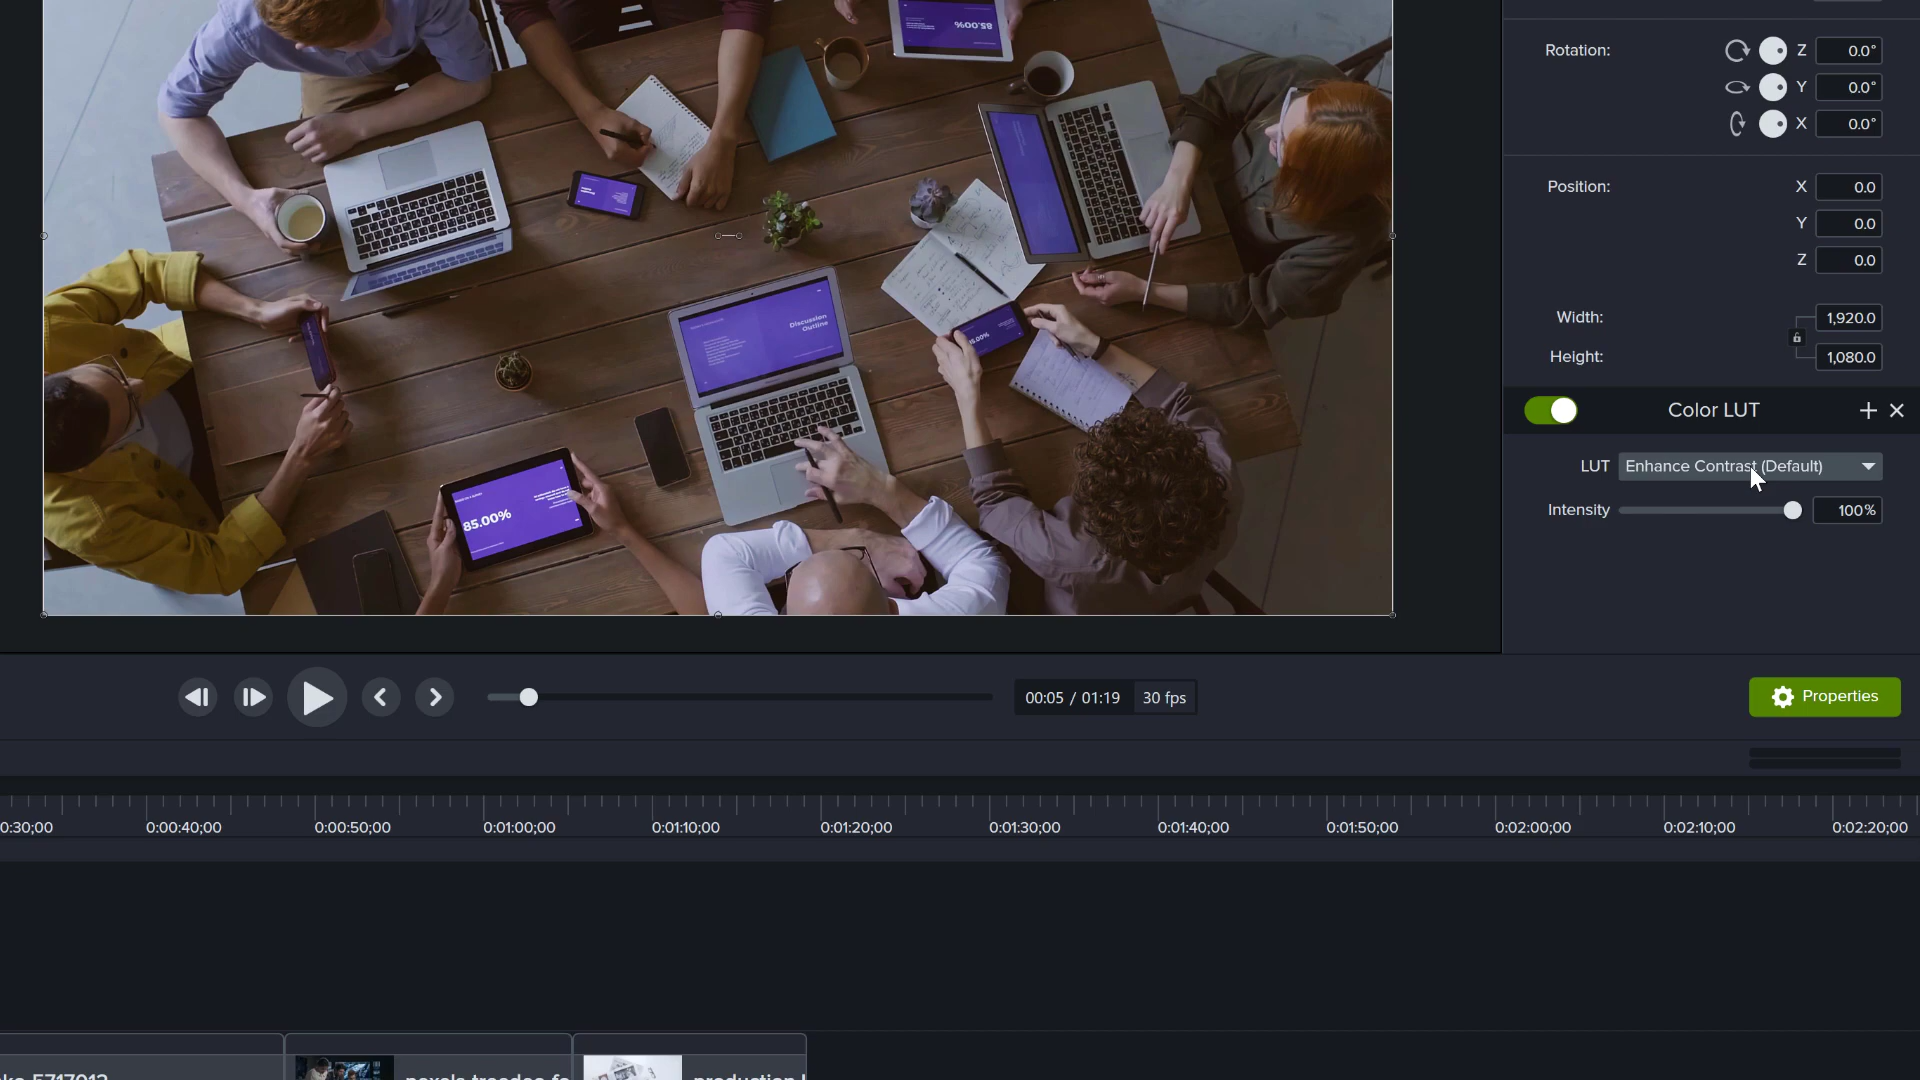 85.00%
Rotation: Z 0.0°
Y 0.0°
X 0.0°
Position: X 0.0
Y 0.0
Z 0.0
Width: 1,920.0
Height: 1,080.0
Color LUT
LUT Enhance Contrast (Default)
Intensity 100%
Discussion
Outline
85.00%
00:05 / 01:19 30 fps
Properties
0:30;00 0:00:40;00 0:00:50;00 0:01:00;00 0:01:10;00 0:01:20;00 0:01:30;00 0:01:40;00 0:01:50;00 0:02:00;00 0:02:10;00 0:02:20;00